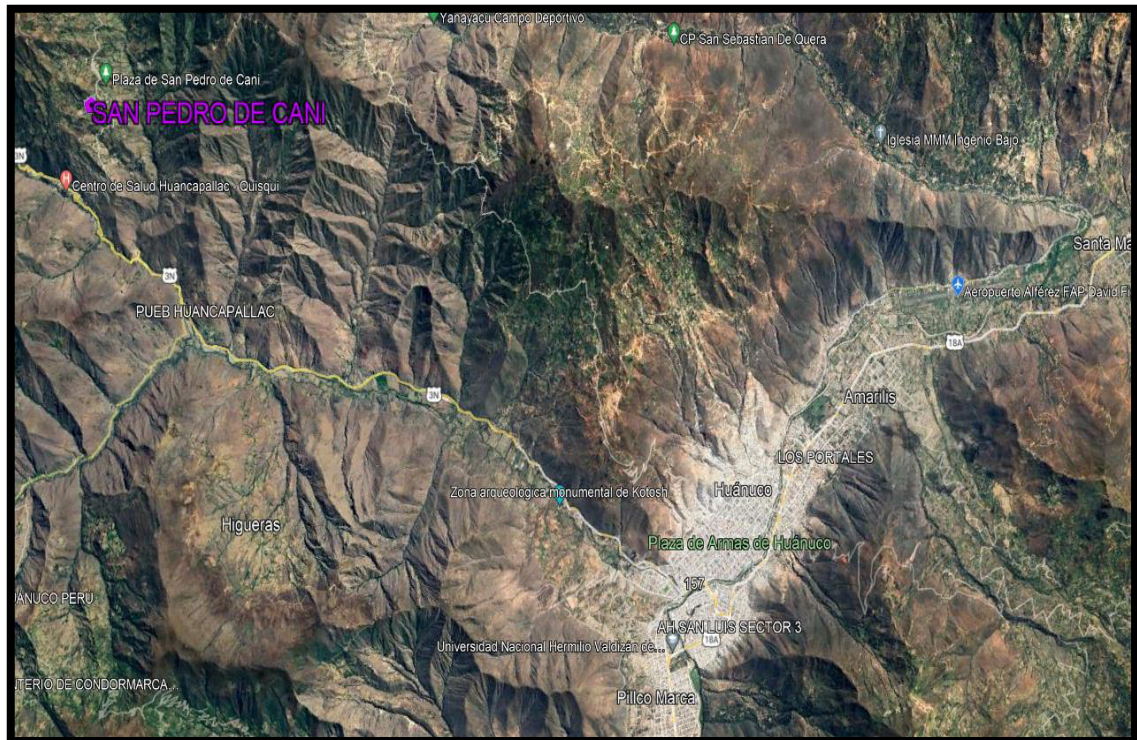 Yanayacu Campo Deportivo
CP San Sebastian De Quera
Plaza de San Pedro de Cani
SAN PEDRO DE CANI
Iglesia MMM Ingenio Bajo
3N
Centro de Salud Huancapallac - Quisqui
Santa Ma
3N
Aeropuerto Alférez FAP David Fi
PUEB HUANCAPALLAC
18A
3N
Amarilis
LOS PORTALES
Zona arqueologica monumental de Kotosh
Huánuco
Higueras
Plaza de Armas de Huánuco
157
ÁNUCO PERU
AH SAN LUIS SECTOR 3
18A
Universidad Nacional Hermilio Valdizán de...
NTERIO DE CONDORMARCA...
Pillco Marca